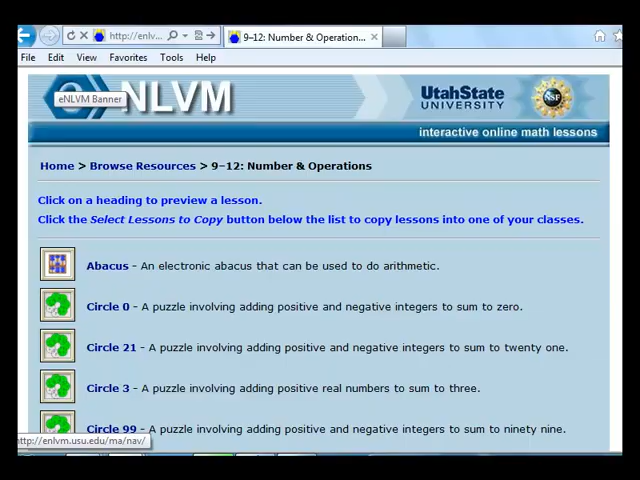 http://enlv...
9–12: Number & Operation...
File Edit View Favorites Tools Help
eNLVM Banner
eNLVM
UtahState
UNIVERSITY
NSF
interactive online math lessons
Home > Browse Resources > 9–12: Number & Operations
Click on a heading to preview a lesson.
Click the Select Lessons to Copy button below the list to copy lessons into one of your classes.
Abacus - An electronic abacus that can be used to do arithmetic.
Circle 0 - A puzzle involving adding positive and negative integers to sum to zero.
Circle 21 - A puzzle involving adding positive and negative integers to sum to twenty one.
Circle 3 - A puzzle involving adding positive real numbers to sum to three.
Circle 99 - A puzzle involving adding positive and negative integers to sum to ninety nine.
http://enlvm.usu.edu/ma/nav/